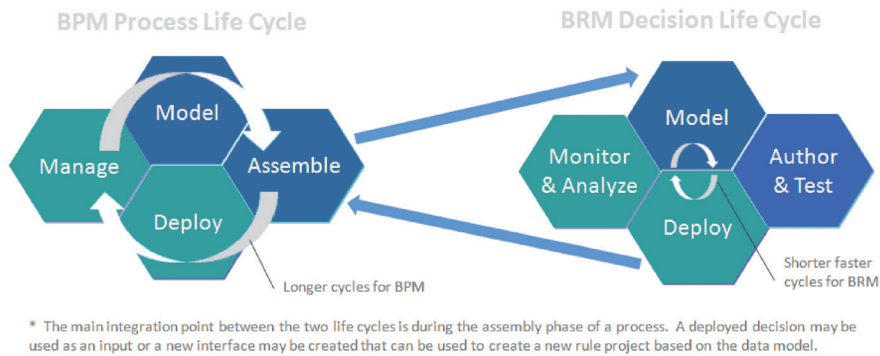 BPM Process Life Cycle
BRM Decision Life Cycle
Model
Manage
Assemble
Deploy
Longer cycles for BPM
Model
Monitor
& Analyze
Author
& Test
Deploy
Shorter faster
cycles for BRM
* The main integration point between the two life cycles is during the assembly phase of a process. A deployed decision may be
used as an input or a new interface may be created that can be used to create a new rule project based on the data model.